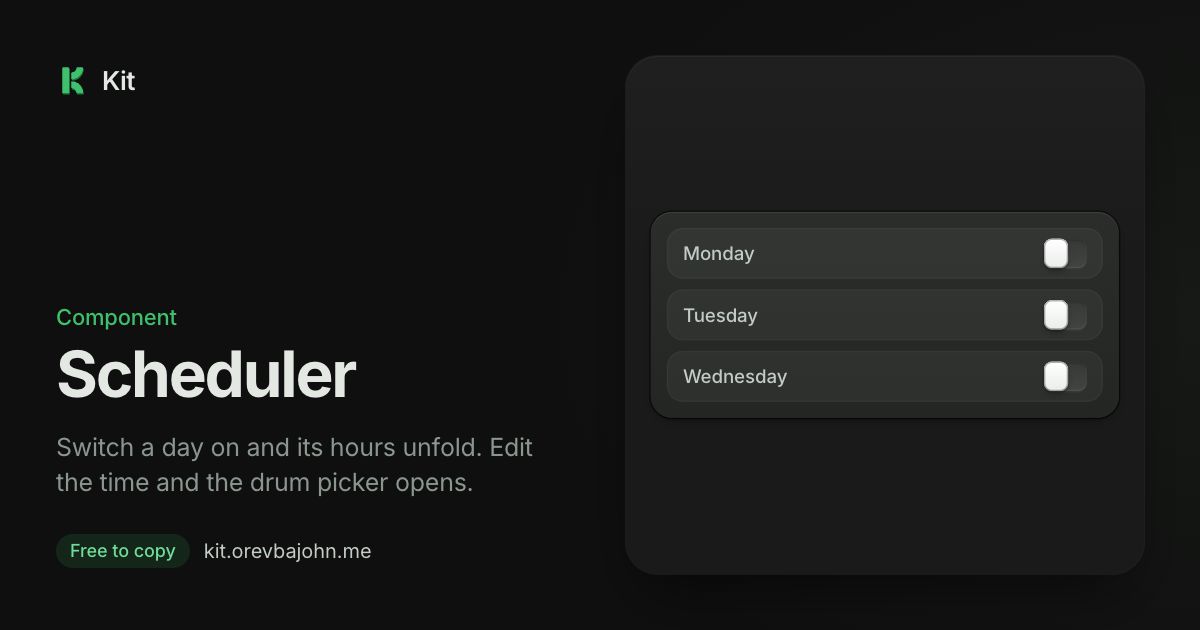 Kit
Component
Scheduler
Switch a day on and its hours unfold. Edit
the time and the drum picker opens.
Free to copy
kit.orevbajohn.me
Monday
Tuesday
Wednesday